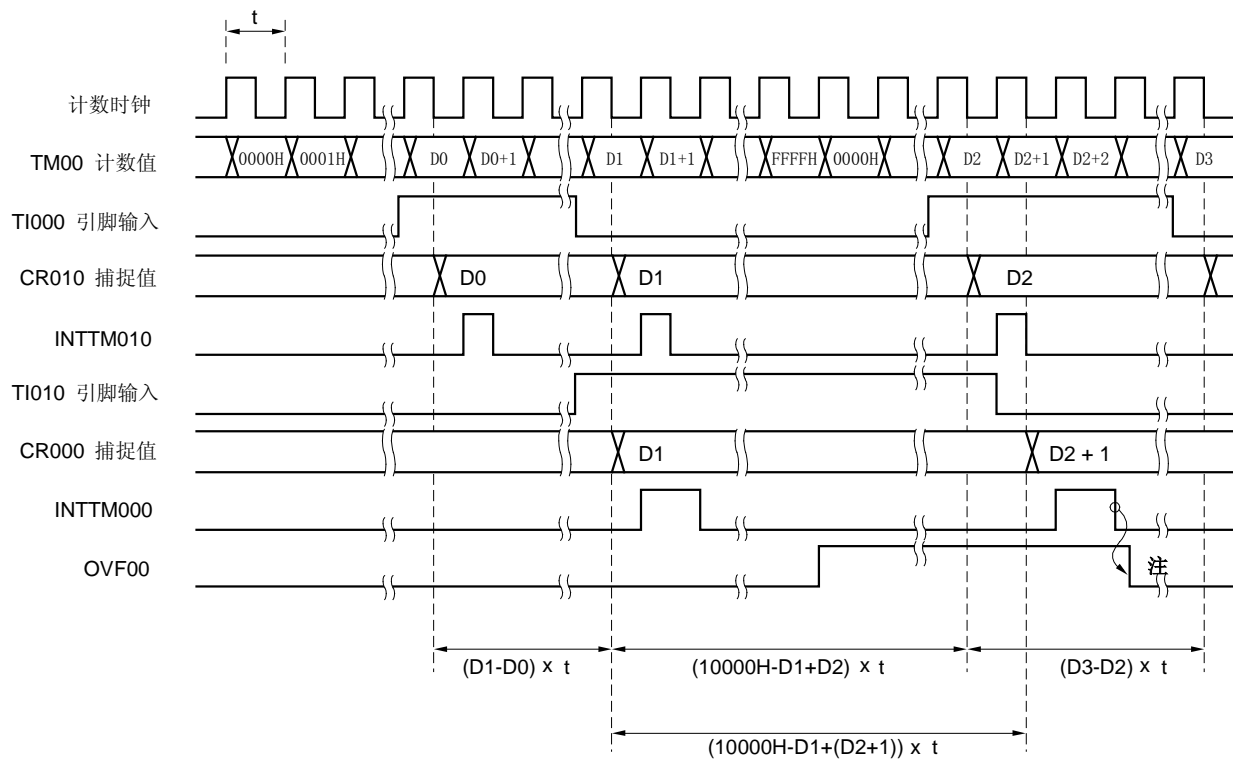 t
计数时钟
TM00 计数值
0000H 0001H D0 D0+1 D1 D1+1 FFFFH 0000H D2 D2+1 D2+2 D3
TI000 引脚输入
CR010 捕捉值
D0 D1 D2
INTTM010
TI010 引脚输入
CR000 捕捉值
D1 D2 + 1
INTTM000
OVF00
注
(D1-D0) x t (10000H-D1+D2) x t (D3-D2) x t
(10000H-D1+(D2+1)) x t